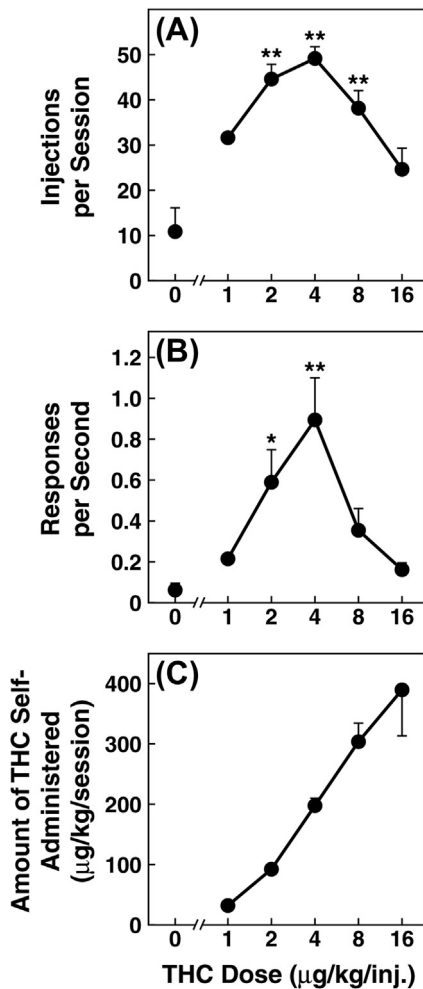 (A)
Injections
per Session
50
40
30
20
10
0
** ** **
0 1 2 4 8 16
(B)
Responses
per Second
1.2
1.0
0.8
0.6
0.4
0.2
0
* **
0 1 2 4 8 16
(C)
Amount of THC Self-
Administered
(μg/kg/session)
400
300
200
100
0
0 1 2 4 8 16
THC Dose (μg/kg/inj.)